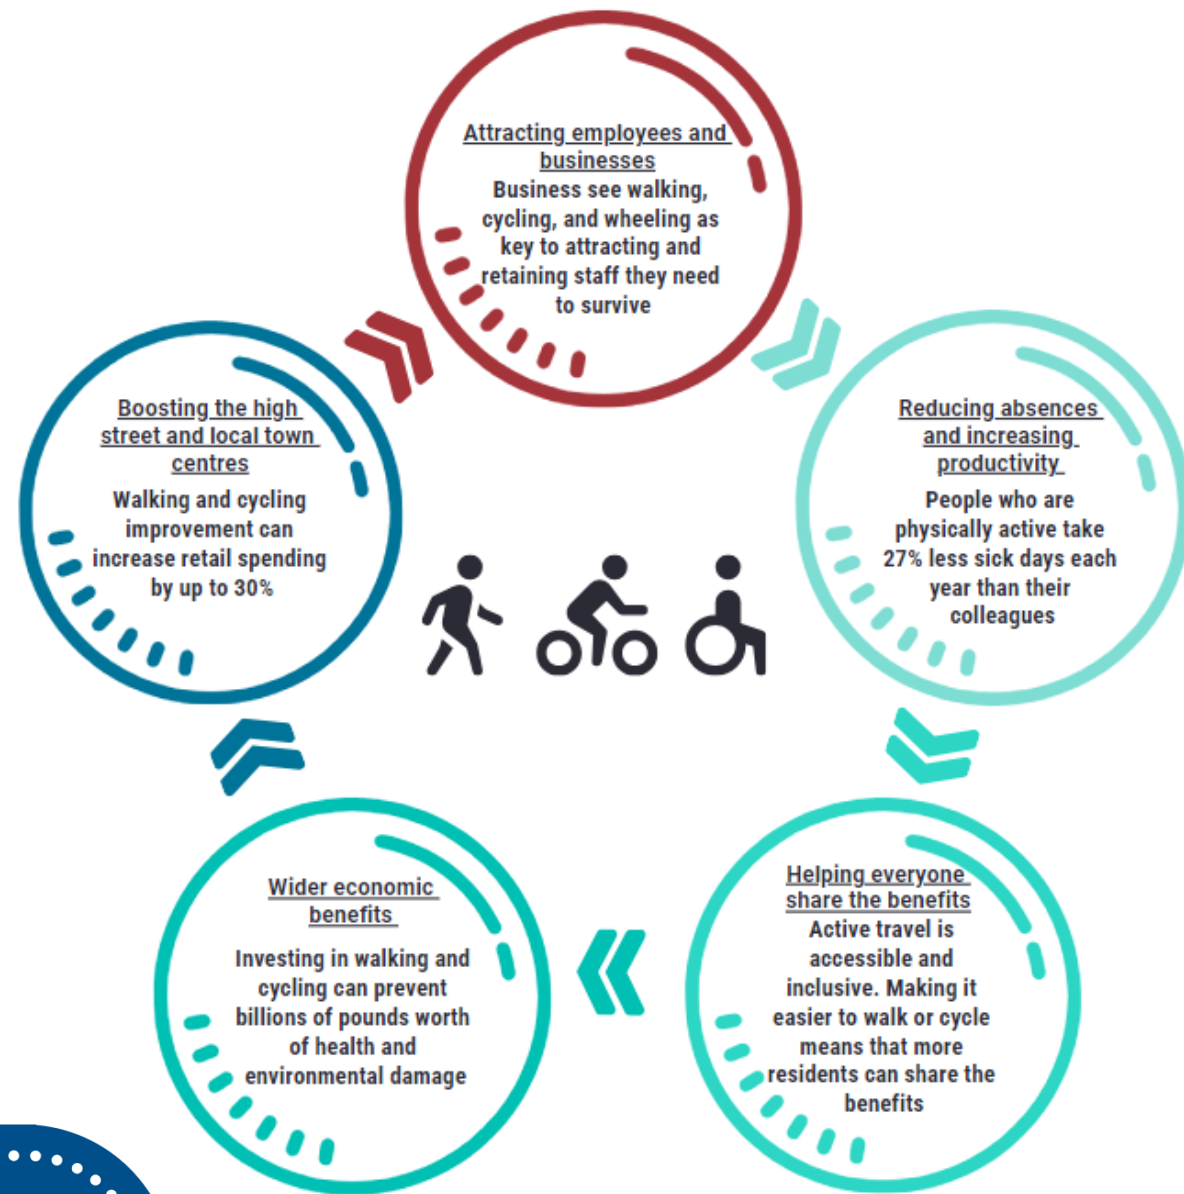 Attracting employees and
businesses
Business see walking,
cycling, and wheeling as
key to attracting and
retaining staff they need
to survive
Reducing absences
and increasing
productivity
People who are
physically active take
27% less sick days each
year than their
colleagues
Helping everyone
share the benefits
Active travel is
accessible and
inclusive. Making it
easier to walk or cycle
means that more
residents can share the
benefits
Wider economic
benefits
Investing in walking and
cycling can prevent
billions of pounds worth
of health and
environmental damage
Boosting the high
street and local town
centres
Walking and cycling
improvement can
increase retail spending
by up to 30%